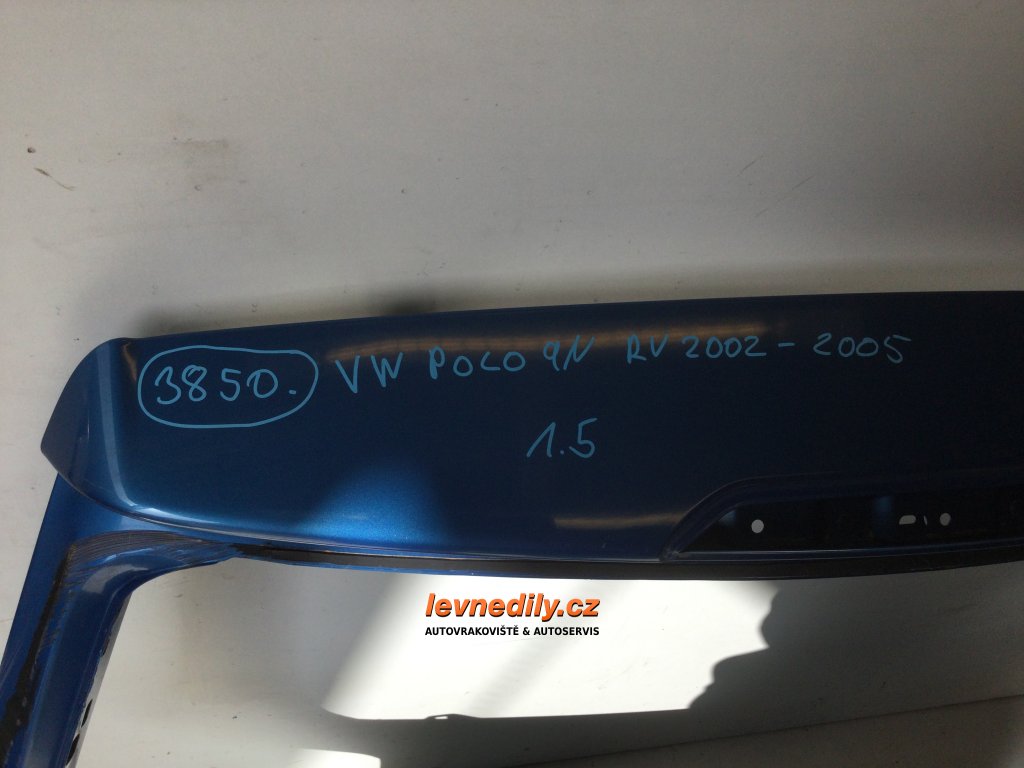 3850. VW POLO 9N RV 2002 - 2005
1.5
levnedily.cz
AUTOVRAKOVIŠTĚ & AUTOSERVIS